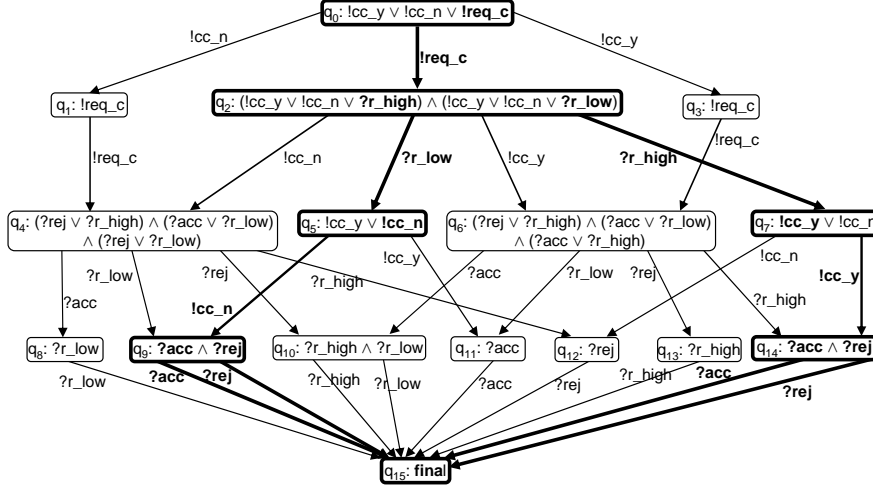 q0: !cc_y ∨ !cc_n ∨ !req_c
!cc_n
!cc_y
!req_c
q1: !req_c
q2: (!cc_y ∨ !cc_n ∨ ?r_high) ∧ (!cc_y ∨ !cc_n ∨ ?r_low)
q3: !req_c
!req_c
!cc_n
?r_low
!cc_y
?r_high
!req_c
q4: (?rej ∨ ?r_high) ∧ (?acc ∨ ?r_low)
∧ (?rej ∨ ?r_low)
q5: !cc_y ∨ !cc_n
q6: (?rej ∨ ?r_high) ∧ (?acc ∨ ?r_low)
∧ (?acc ∨ ?r_high)
q7: !cc_y ∨ !cc_n
?acc
?r_low
?rej
!cc_n
?r_high
!cc_y
?acc
?r_low
?rej
?r_high
!cc_n
!cc_y
q8: ?r_low
q9: ?acc ∧ ?rej
q10: ?r_high ∧ ?r_low
q11: ?acc
q12: ?rej
q13: ?r_high
q14: ?acc ∧ ?rej
?r_low
?acc
?rej
?r_high
?r_low
?acc
?rej
?r_high
?acc
?rej
q15: final